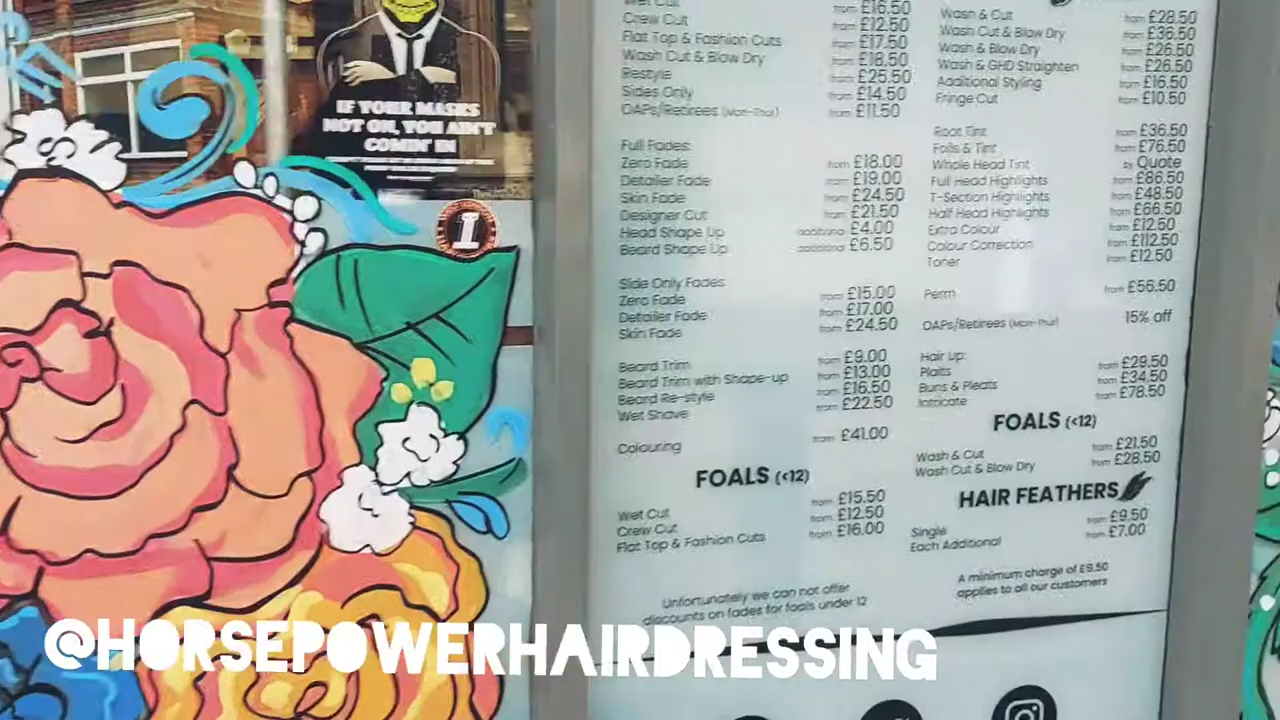 IF YOUR MASKS
NOT ON, YOU AIN'T
COMIN' IN
1
Wet Cut from £16.50
Crew Cut from £12.50
Flat Top & Fashion Cuts from £17.50
Wash Cut & Blow Dry from £18.50
Restyle from £25.50
Sides Only from £14.50
OAPs/Retirees (Mon-Thur) from £11.50
Full Fades:
Zero Fade from £18.00
Detailer Fade from £19.00
Skin Fade from £24.50
Designer Cut from £21.50
Head Shape Up additional £4.00
Beard Shape Up additional £6.50
Side Only Fades
Zero Fade from £15.00
Detailer Fade from £17.00
Skin Fade from £24.50
Beard Trim from £9.00
Beard Trim with Shape-up from £13.00
Beard Re-style from £16.50
Wet Shave from £22.50
Colouring from £41.00
FOALS (<12)
Wet Cut from £15.50
Crew Cut from £12.50
Flat Top & Fashion Cuts from £16.00
Unfortunately we can not offer
discounts on fades for foals under 12
Wash & Cut from £28.50
Wash Cut & Blow Dry from £36.50
Wash & Blow Dry from £26.50
Wash & GHD Straighten from £26.50
Additional Styling from £16.50
Fringe Cut from £10.50
Root Tint from £36.50
Foils & Tint from £76.50
Whole Head Tint by Quote
Full Head Highlights from £86.50
T-Section Highlights from £48.50
Half Head Highlights from £66.50
Extra Colour from £12.50
Colour Correction from £112.50
Toner from £12.50
Perm from £56.50
OAPs/Retirees (Mon-Thur) 15% off
Hair up:
Plaits from £29.50
Buns & Pleats from £34.50
Intricate from £78.50
FOALS (<12)
Wash & Cut from £21.50
Wash Cut & Blow Dry from £28.50
HAIR FEATHERS
Single from £9.50
Each Additional from £7.00
A minimum charge of £9.50
applies to all our customers
@HORSEPOWERHAIRDRESSING